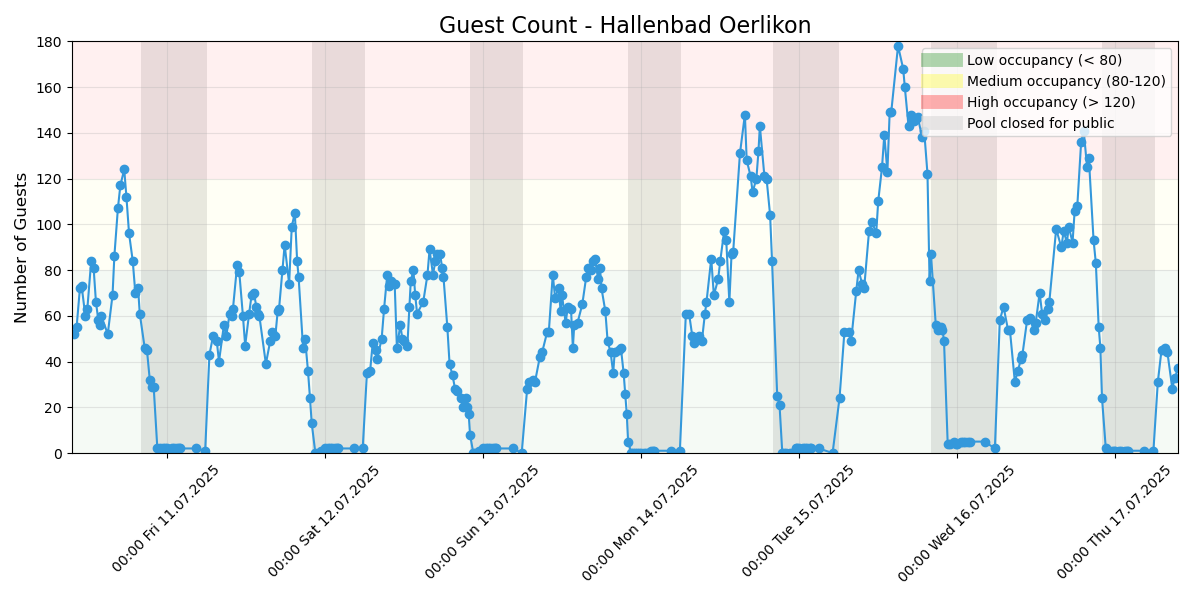 Guest Count - Hallenbad Oerlikon
Number of Guests
180
160
140
120
100
80
60
40
20
0
Low occupancy (< 80)
Medium occupancy (80-120)
High occupancy (> 120)
Pool closed for public
00:00 Fri 11.07.2025
00:00 Sat 12.07.2025
00:00 Sun 13.07.2025
00:00 Mon 14.07.2025
00:00 Tue 15.07.2025
00:00 Wed 16.07.2025
00:00 Thu 17.07.2025